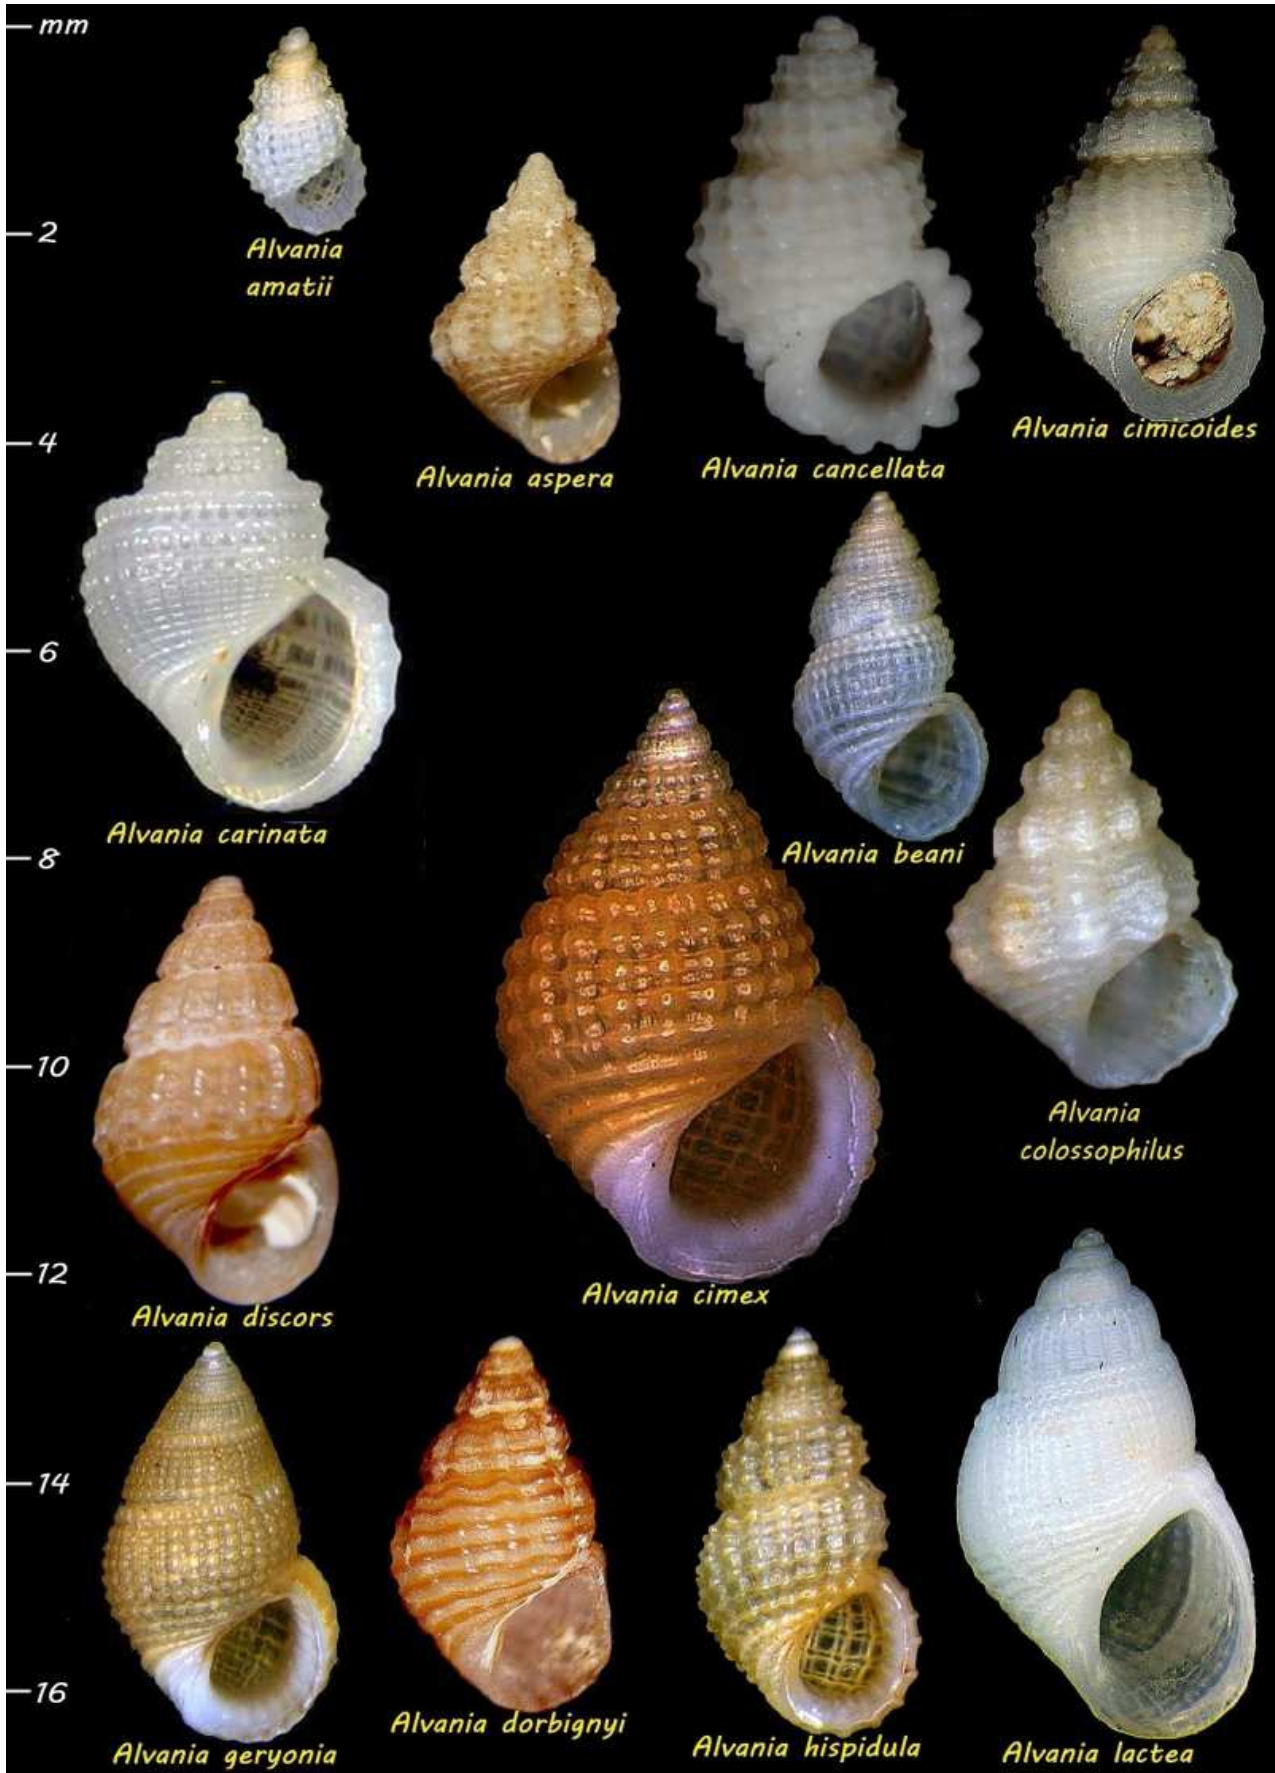 mm
2
Alvania
amatii
Alvania aspera
Alvania cancellata
Alvania cimicoides
4
6
Alvania carinata
Alvania beani
8
10
Alvania
colossophilus
12
Alvania discors
Alvania cimex
14
16
Alvania geryonia
Alvania dorbignyi
Alvania hispidula
Alvania lactea